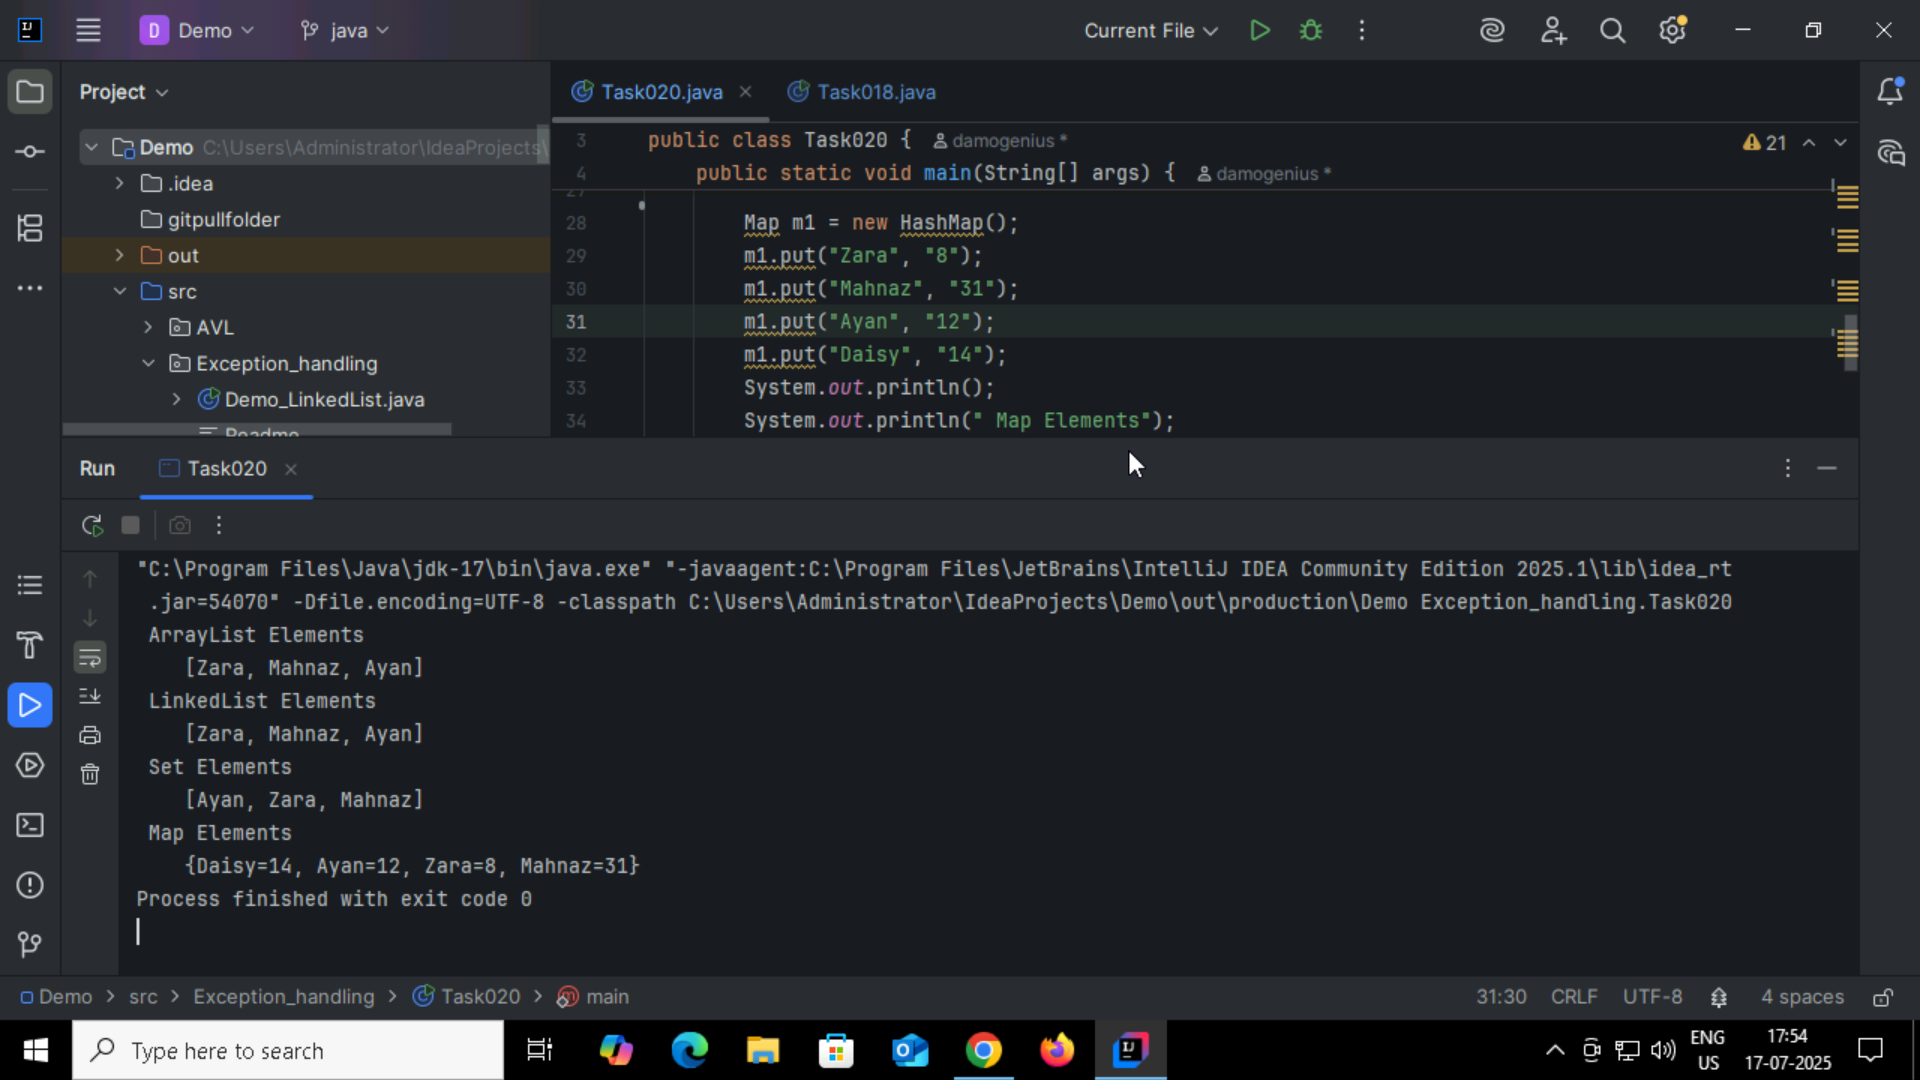 IJ
D Demo java Current File
Project
Task020.java Task018.java
Demo C:\Users\Administrator\IdeaProjects\
.idea
gitpullfolder
out
src
AVL
Exception_handling
Demo_LinkedList.java
Readme
3 public class Task020 { damogenius *
4 public static void main(String[] args) { damogenius *
21
27
28 Map m1 = new HashMap();
29 m1.put("Zara", "8");
30 m1.put("Mahnaz", "31");
31 m1.put("Ayan", "12");
32 m1.put("Daisy", "14");
33 System.out.println();
34 System.out.println(" Map Elements");
Run Task020
"C:\Program Files\Java\jdk-17\bin\java.exe" "-javaagent:C:\Program Files\JetBrains\IntelliJ IDEA Community Edition 2025.1\lib\idea_rt
.jar=54070" -Dfile.encoding=UTF-8 -classpath C:\Users\Administrator\IdeaProjects\Demo\out\production\Demo Exception_handling.Task020
ArrayList Elements
[Zara, Mahnaz, Ayan]
LinkedList Elements
[Zara, Mahnaz, Ayan]
Set Elements
[Ayan, Zara, Mahnaz]
Map Elements
{Daisy=14, Ayan=12, Zara=8, Mahnaz=31}
Process finished with exit code 0
Demo > src > Exception_handling > Task020 > main
31:30 CRLF UTF-8 4 spaces
Type here to search
ENG
US
17:54
17-07-2025